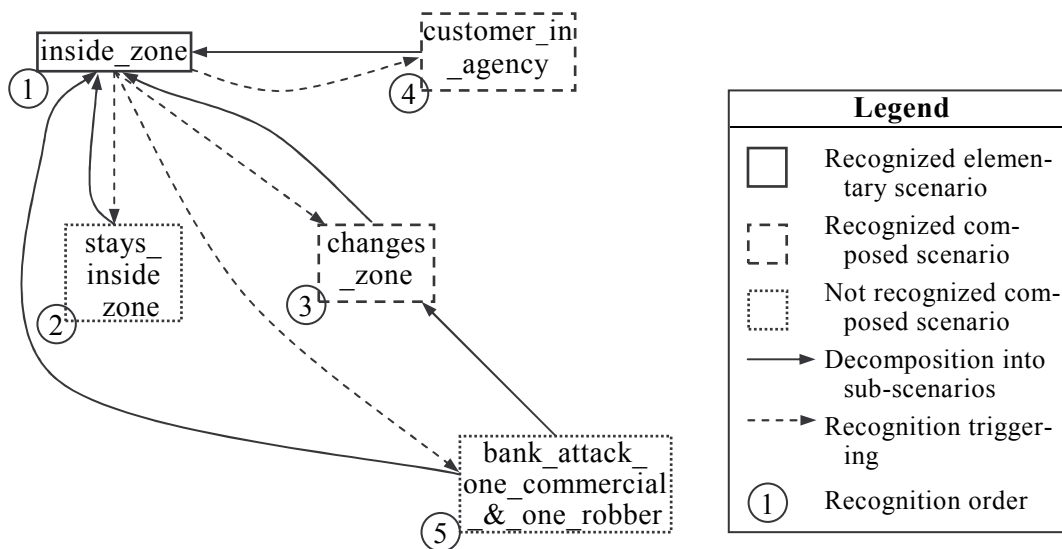 inside_zone
1
customer_in
_agency
4
stays_
inside_
zone
2
changes
_zone
3
bank_attack_
one_commercial
_&_one_robber
5
Legend
Recognized elemen-
tary scenario
Recognized com-
posed scenario
Not recognized com-
posed scenario
Decomposition into
sub-scenarios
Recognition trigger-
ing
1 Recognition order